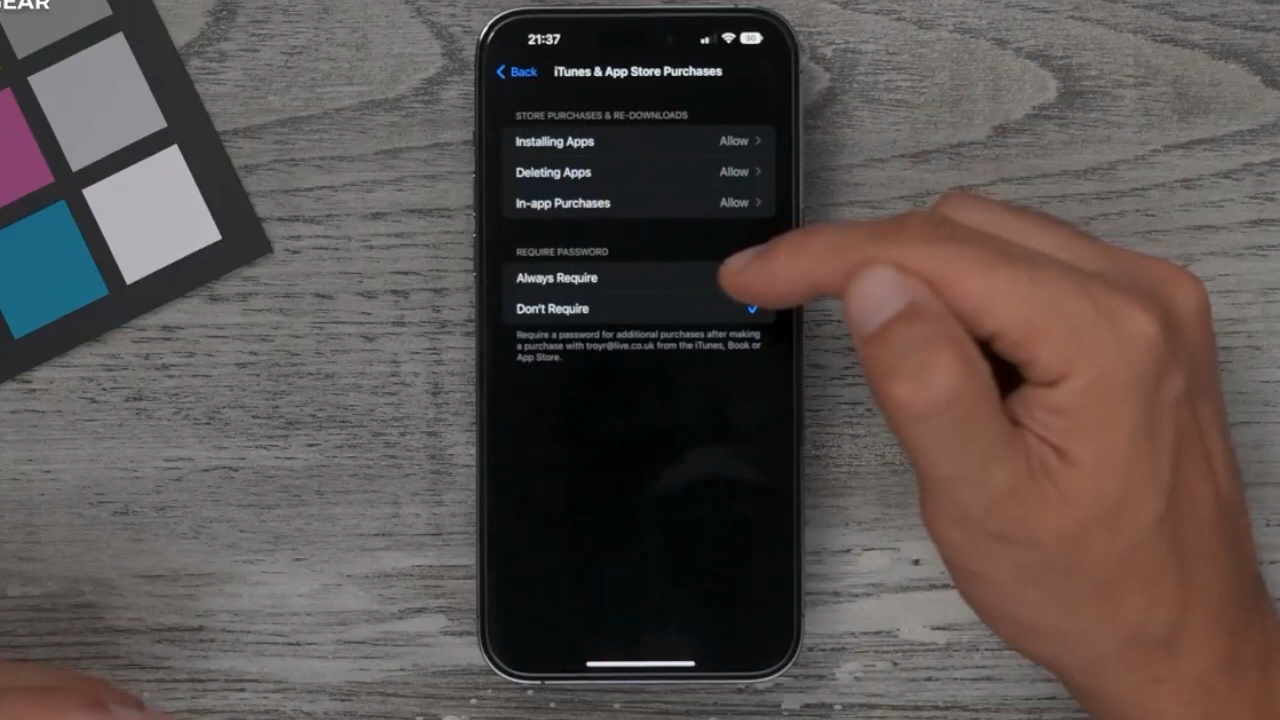 GEAR
21:37
30
Back
iTunes & App Store Purchases
STORE PURCHASES & RE-DOWNLOADS
Installing Apps Allow
Deleting Apps Allow
In-app Purchases Allow
REQUIRE PASSWORD
Always Require
Don't Require
Require a password for additional purchases after making
a purchase with troyr@live.co.uk from the iTunes, Book or
App Store.